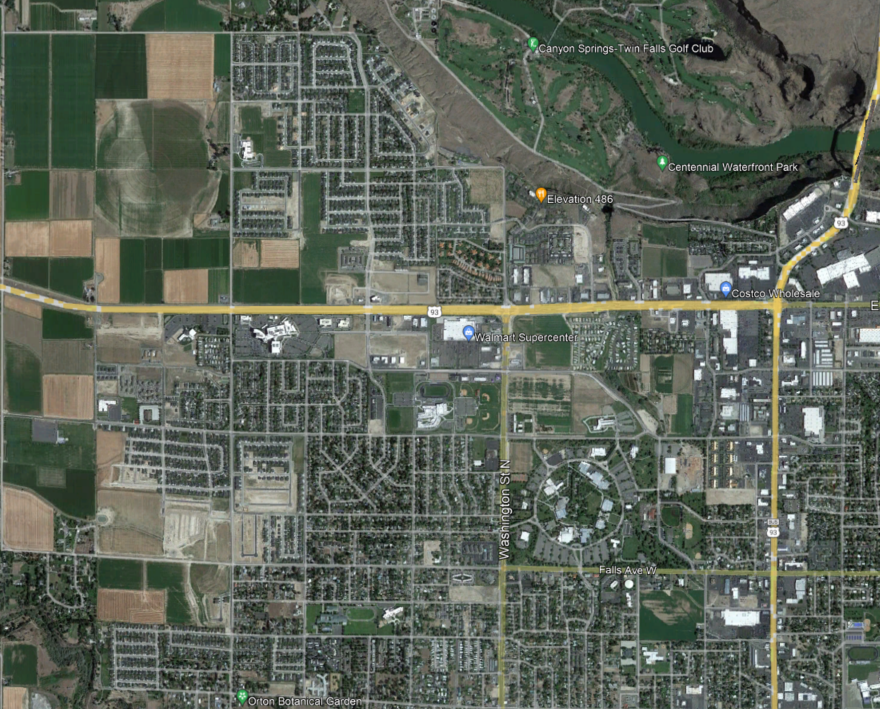 Canyon Springs-Twin Falls Golf Club
Centennial Waterfront Park
Elevation 486
93
Costco Wholesale
E
93
Walmart Supercenter
Washington St N
93
Falls Ave W
Orton Botanical Garden